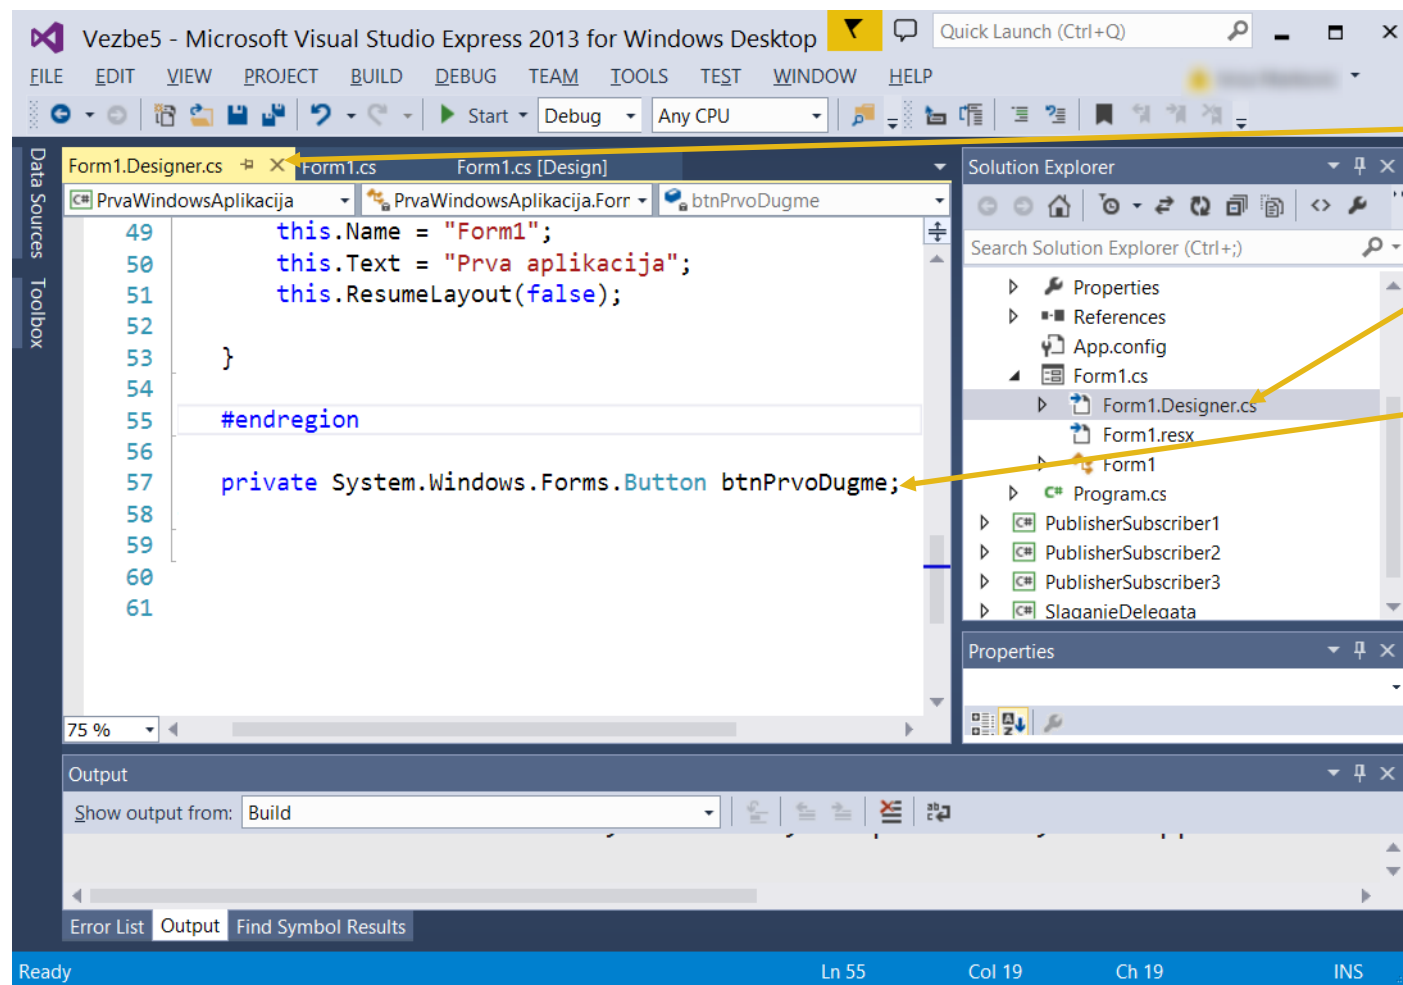 Vezbe5 - Microsoft Visual Studio Express 2013 for Windows Desktop
Quick Launch (Ctrl+Q)
FILE EDIT VIEW PROJECT BUILD DEBUG TEAM TOOLS TEST WINDOW HELP
Start Debug Any CPU
Data Sources
Toolbox
Form1.Designer.cs Form1.cs Form1.cs [Design]
PrvaWindowsAplikacija PrvaWindowsAplikacija.Forr btnPrvoDugme
49 this.Name = "Form1";
50 this.Text = "Prva aplikacija";
51 this.ResumeLayout(false);
52
53 }
54
55 #endregion
56
57 private System.Windows.Forms.Button btnPrvoDugme;
58
59
60
61
75 %
Solution Explorer
Search Solution Explorer (Ctrl+;)
Properties
References
App.config
Form1.cs
Form1.Designer.cs
Form1.resx
Form1
C# Program.cs
C# PublisherSubscriber1
C# PublisherSubscriber2
C# PublisherSubscriber3
C# SlaganjeDelegata
Properties
Output
Show output from: Build
Error List Output Find Symbol Results
Ready Ln 55 Col 19 Ch 19 INS